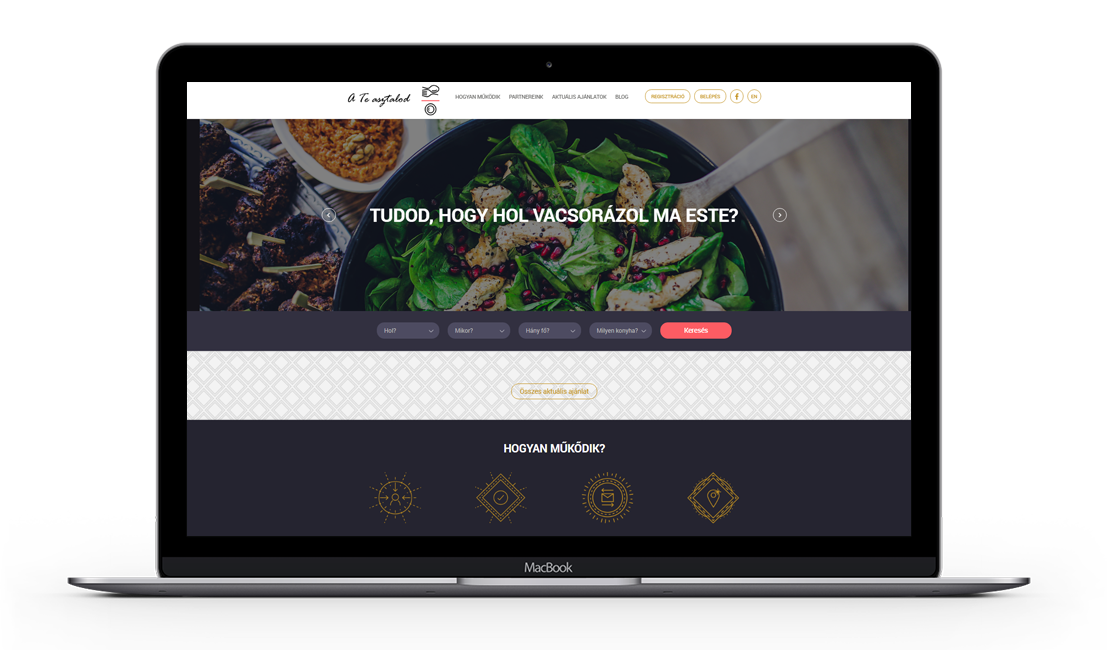 A Te asztalod
HOGYAN MŰKÖDIK PARTNEREINK AKTUÁLIS AJÁNLATOK BLOG REGISZTRÁCIÓ BELÉPÉS EN
TUDOD, HOGY HOL VACSORÁZOL MA ESTE?
Hol? Mikor? Hány fő? Milyen konyha? Keresés
Összes aktuális ajánlat
HOGYAN MŰKÖDIK?
MacBook